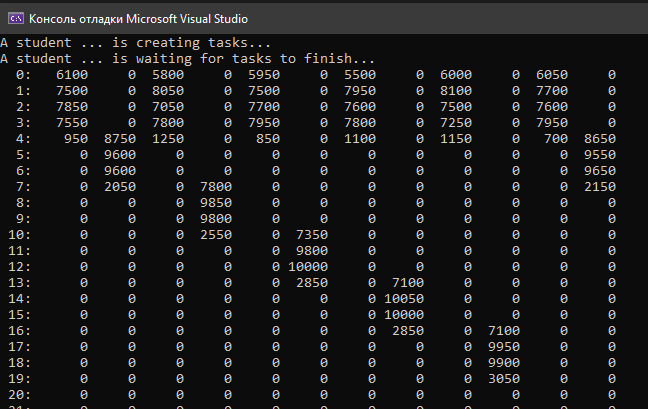 Консоль отладки Microsoft Visual Studio
A student ... is creating tasks...
A student ... is waiting for tasks to finish...
0: 6100 0 5800 0 5950 0 5500 0 6000 0 6050 0
1: 7500 0 8050 0 7500 0 7950 0 8100 0 7700 0
2: 7850 0 7050 0 7700 0 7600 0 7500 0 7600 0
3: 7550 0 7800 0 7950 0 7800 0 7250 0 7950 0
4: 950 8750 1250 0 850 0 1100 0 1150 0 700 8650
5: 0 9600 0 0 0 0 0 0 0 0 0 9550
6: 0 9600 0 0 0 0 0 0 0 0 0 9650
7: 0 2050 0 7800 0 0 0 0 0 0 0 2150
8: 0 0 0 9850 0 0 0 0 0 0 0 0
9: 0 0 0 9800 0 0 0 0 0 0 0 0
10: 0 0 0 2550 0 7350 0 0 0 0 0 0
11: 0 0 0 0 0 9800 0 0 0 0 0 0
12: 0 0 0 0 0 10000 0 0 0 0 0 0
13: 0 0 0 0 0 2850 0 7100 0 0 0 0
14: 0 0 0 0 0 0 0 10050 0 0 0 0
15: 0 0 0 0 0 0 0 10000 0 0 0 0
16: 0 0 0 0 0 0 0 2850 0 7100 0 0
17: 0 0 0 0 0 0 0 0 0 9950 0 0
18: 0 0 0 0 0 0 0 0 0 9900 0 0
19: 0 0 0 0 0 0 0 0 0 3050 0 0
20: 0 0 0 0 0 0 0 0 0 0 0 0